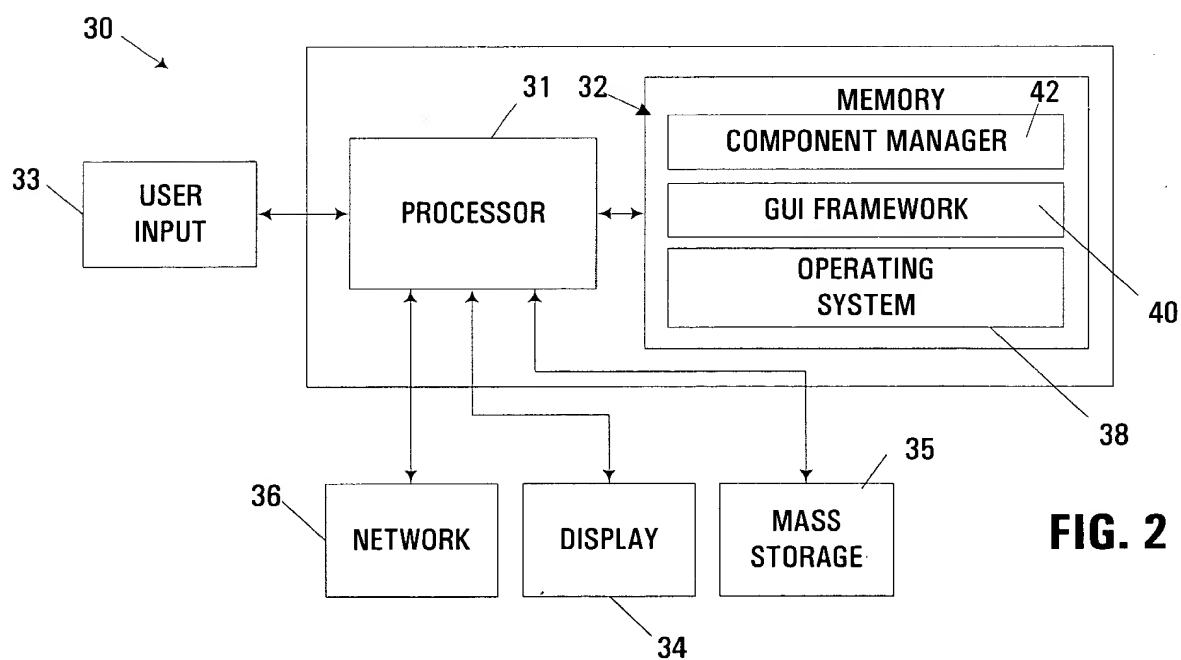 30
31
32
MEMORY
42
COMPONENT MANAGER
33
USER
INPUT
PROCESSOR
GUI FRAMEWORK
OPERATING
SYSTEM
40
38
35
36
NETWORK
DISPLAY
MASS
STORAGE
34
FIG. 2